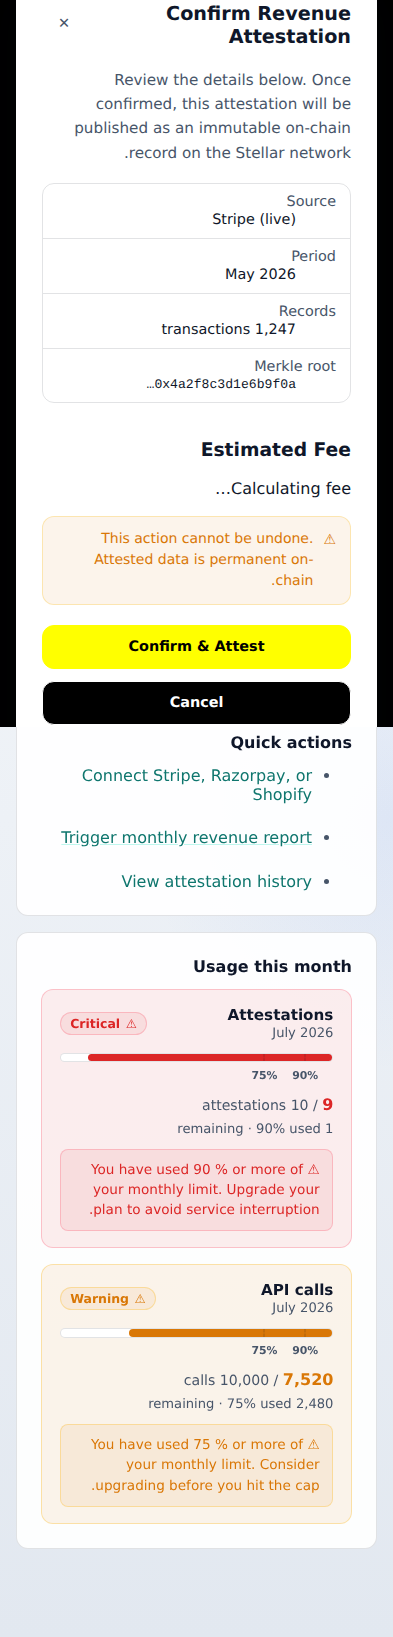 Confirm Revenue
Attestation
×
Review the details below. Once
confirmed, this attestation will be
published as an immutable on-chain
.record on the Stellar network
Source
Stripe (live)
Period
May 2026
Records
transactions 1,247
Merkle root
…0x4a2f8c3d1e6b9f0a
Estimated Fee
…Calculating fee
This action cannot be undone. ⚠
Attested data is permanent on-
.chain
Confirm & Attest
Cancel
Quick actions
Connect Stripe, Razorpay, or
Shopify
Trigger monthly revenue report
View attestation history
Usage this month
Attestations
July 2026
Critical ⚠
75% 90%
attestations 10 / 9
remaining · 90% used 1
You have used 90 % or more of ⚠
your monthly limit. Upgrade your
.plan to avoid service interruption
API calls
July 2026
Warning ⚠
75% 90%
calls 10,000 / 7,520
remaining · 75% used 2,480
You have used 75 % or more of ⚠
your monthly limit. Consider
.upgrading before you hit the cap